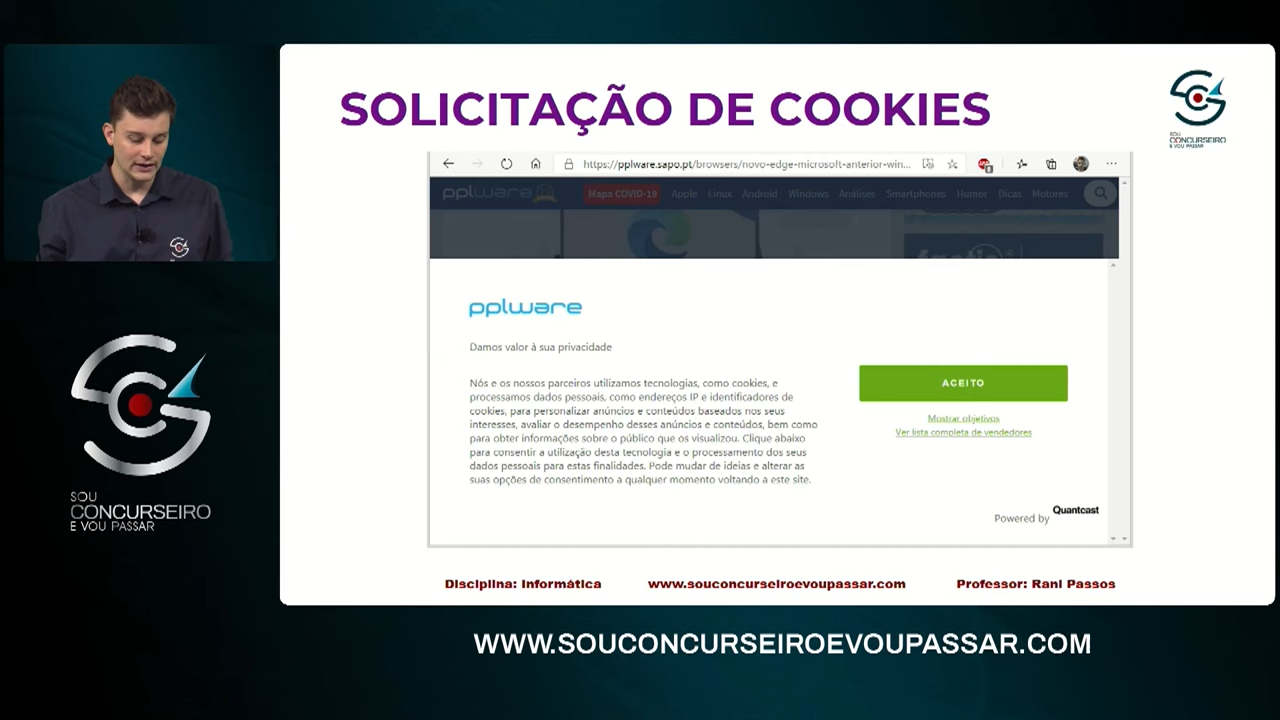 SOLICITAÇÃO DE COOKIES
SOU
CONCURSEIRO
E VOU PASSAR
https://pplware.sapo.pt/browsers/novo-edge-microsoft-anterior-win...
pplware
Mapa COVID-19 Apple Linux Android Windows Análises Smartphones Humor Dicas Motores
pplware
Damos valor à sua privacidade
Nós e os nossos parceiros utilizamos tecnologias, como cookies, e
processamos dados pessoais, como endereços IP e identificadores de
cookies, para personalizar anúncios e conteúdos baseados nos seus
interesses, avaliar o desempenho desses anúncios e conteúdos, bem como
para obter informações sobre o público que os visualizou. Clique abaixo
para consentir a utilização desta tecnologia e o processamento dos seus
dados pessoais para estas finalidades. Pode mudar de ideias e alterar as
suas opções de consentimento a qualquer momento voltando a este site.
ACEITO
Mostrar objetivos
Ver lista completa de vendedores
Powered by Quantcast
SOU
CONCURSEIRO
E VOU PASSAR
Disciplina: Informática www.souconcurseiroevoupassar.com Professor: Rani Passos
WWW.SOUCONCURSEIROEVOUPASSAR.COM